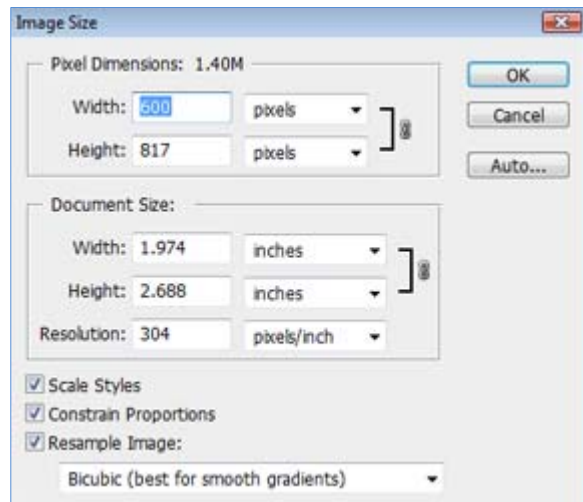 Image Size
Pixel Dimensions: 1.40M
Width: 600 pixels
Height: 817 pixels
OK
Cancel
Auto...
Document Size:
Width: 1.974 inches
Height: 2.688 inches
Resolution: 304 pixels/inch
Scale Styles
Constrain Proportions
Resample Image:
Bicubic (best for smooth gradients)